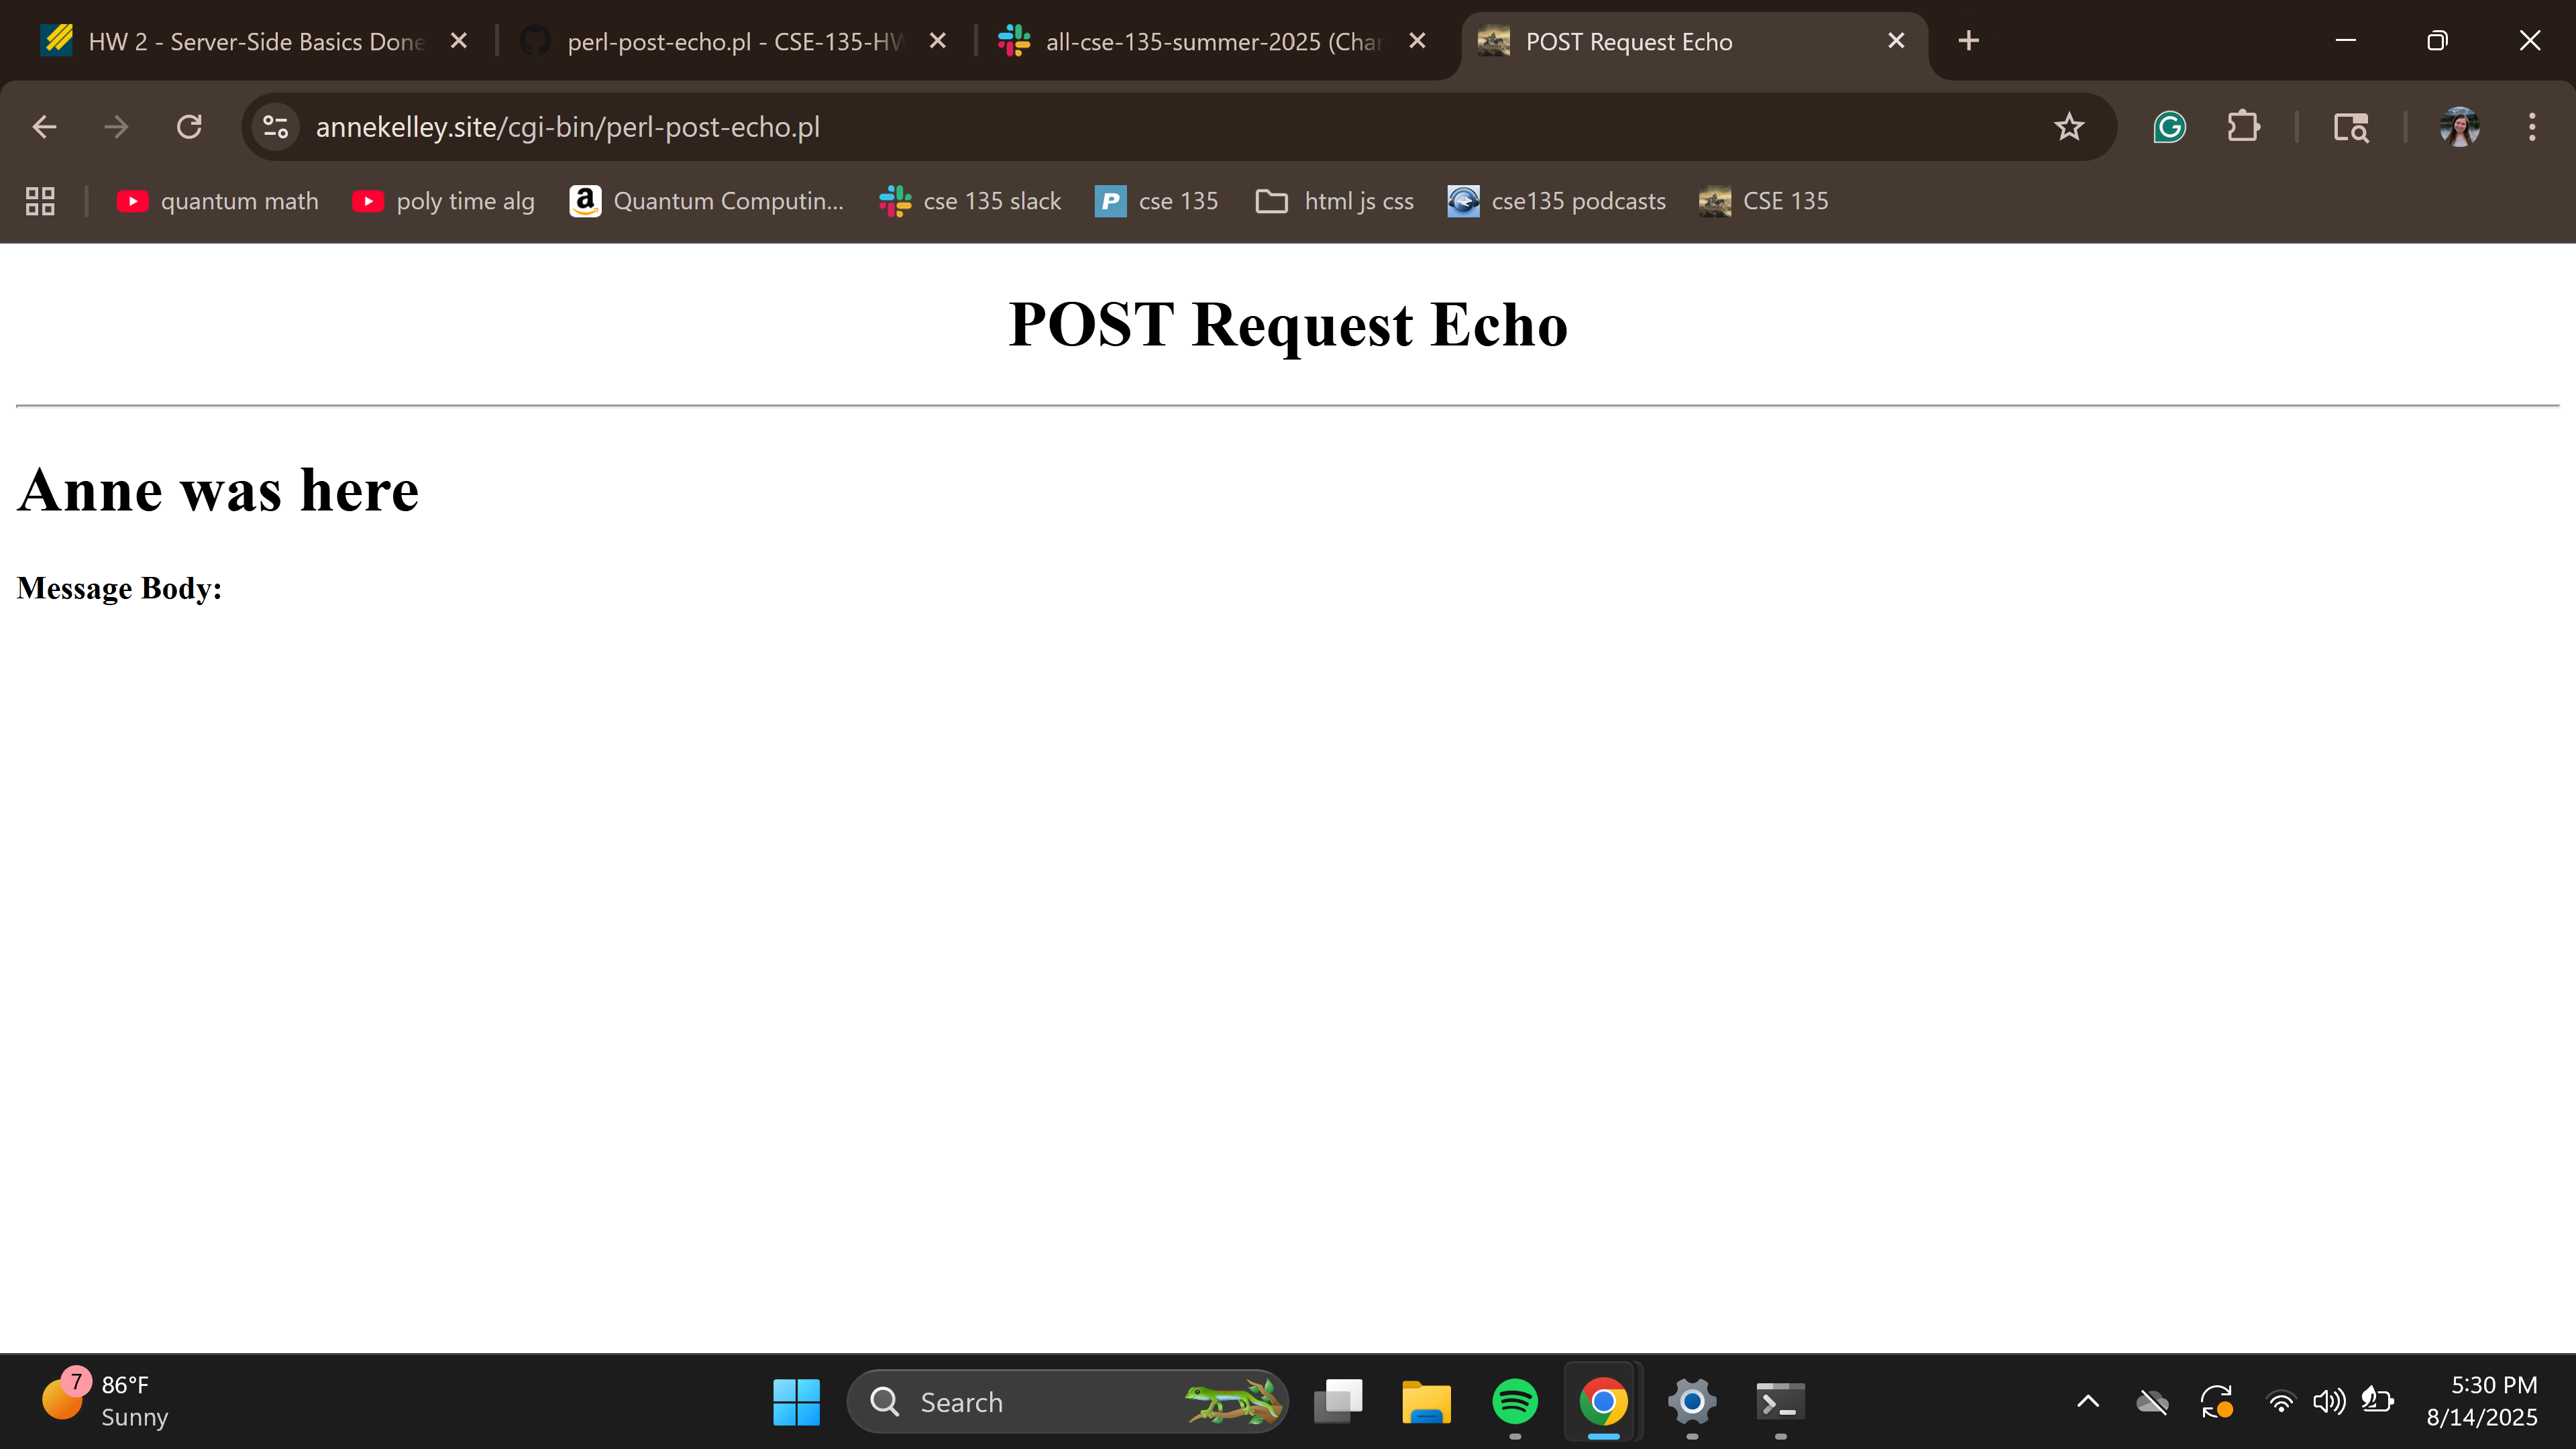 HW 2 - Server-Side Basics Done
perl-post-echo.pl - CSE-135-HW
all-cse-135-summer-2025 (Char
POST Request Echo
annekelley.site/cgi-bin/perl-post-echo.pl
quantum math
poly time alg
Quantum Computin...
cse 135 slack
cse 135
html js css
cse135 podcasts
CSE 135
POST Request Echo
Anne was here
Message Body:
7
86°F
Sunny
Search
5:30 PM
8/14/2025